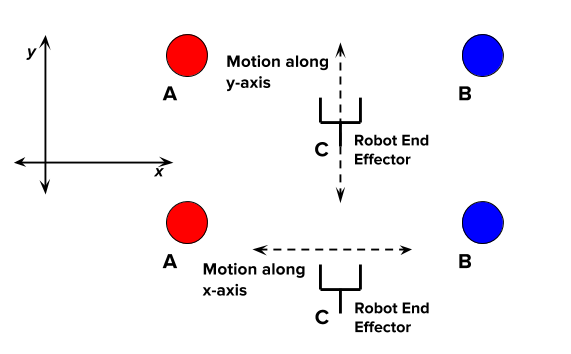 y
x
A
Motion along
y-axis
B
C
Robot End
Effector
A
Motion along
x-axis
B
C
Robot End
Effector